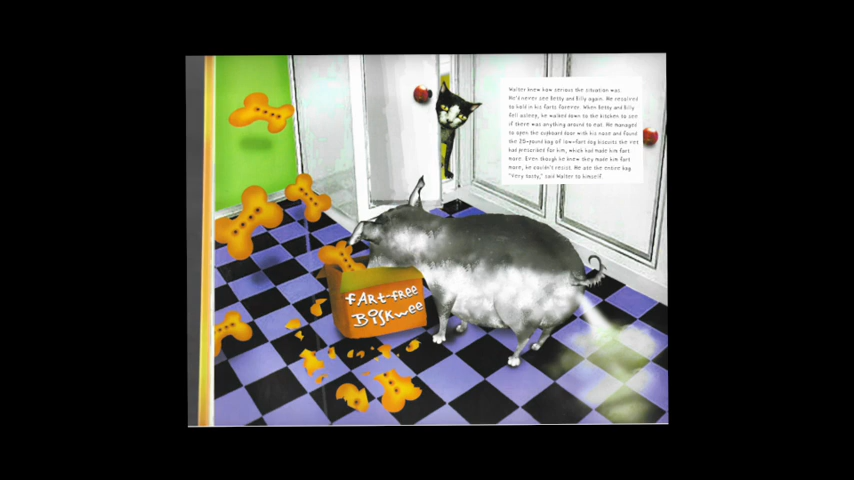 Walter knew how serious the situation was.
He'd never see Betty and Billy again. He resolved
to hold in his farts forever. When Betty and Billy
fell asleep, he walked down to the kitchen to see
if there was anything around to eat. He managed
to open the cupboard door with his nose and found
the 25-pound bag of low-fart dog biscuits the vet
had prescribed for him, which had made him fart
more. Even though he knew they made him fart
more, he couldn't resist. He ate the entire bag.
"Very tasty," said Walter to himself.
fArt-frEE
BiskwEE